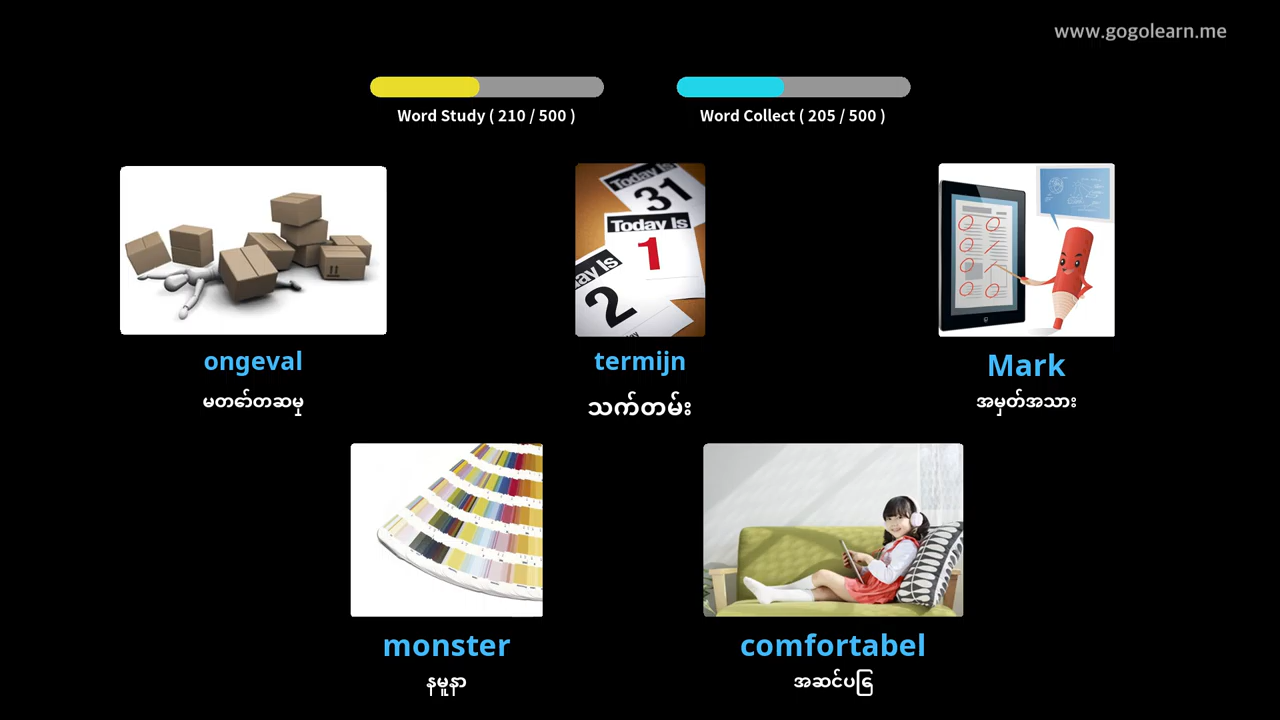 www.gogolearn.me
Word Study ( 210 / 500 )
Word Collect ( 205 / 500 )
Today Is
31
Today Is
1
ay Is
2
ongeval
termijn
Mark
မတော်တဆမှု
သက်တမ်း
အမှတ်အသား
monster
comfortabel
နမူနာ
အဆင်ပြေ